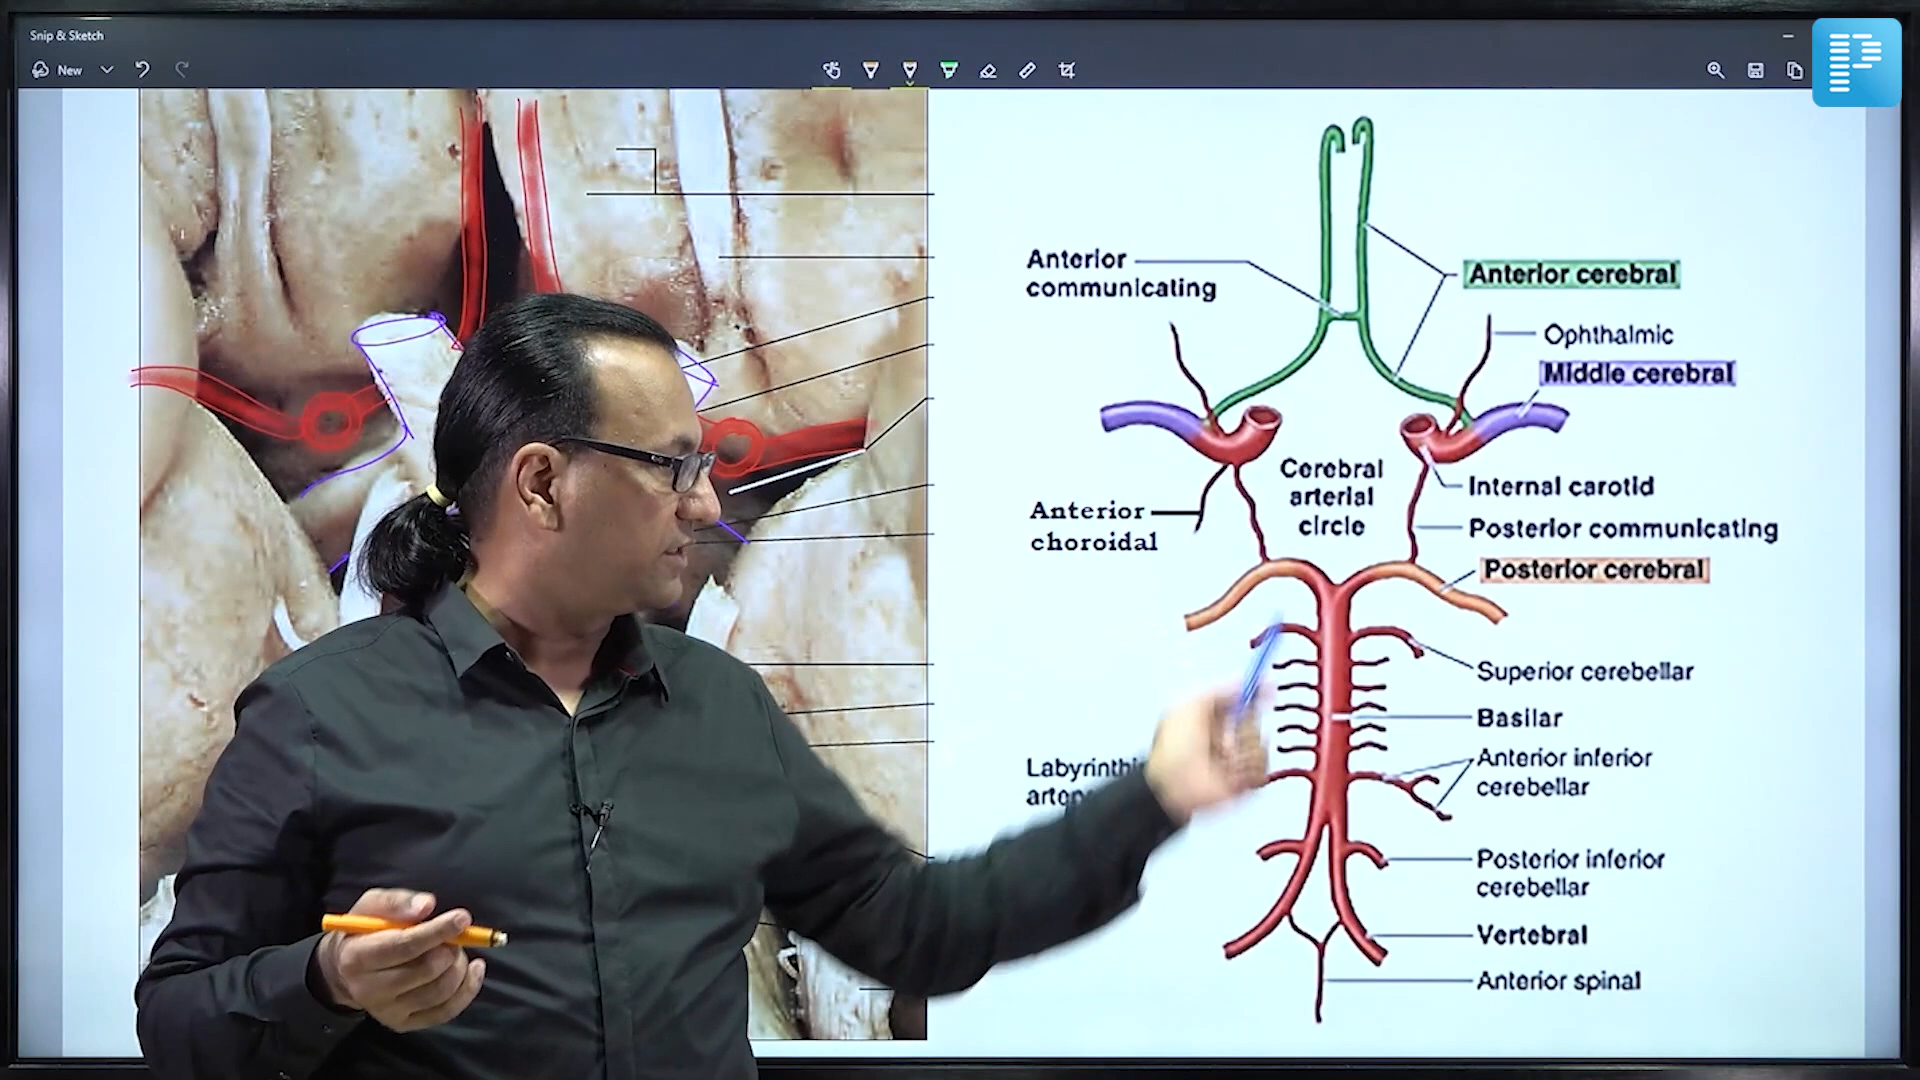 Snip & Sketch
New
Anterior
communicating
Anterior cerebral
Ophthalmic
Middle cerebral
Cerebral
arterial
circle
Internal carotid
Anterior
choroidal
Posterior communicating
Posterior cerebral
Superior cerebellar
Basilar
Anterior inferior
cerebellar
Posterior inferior
cerebellar
Vertebral
Anterior spinal